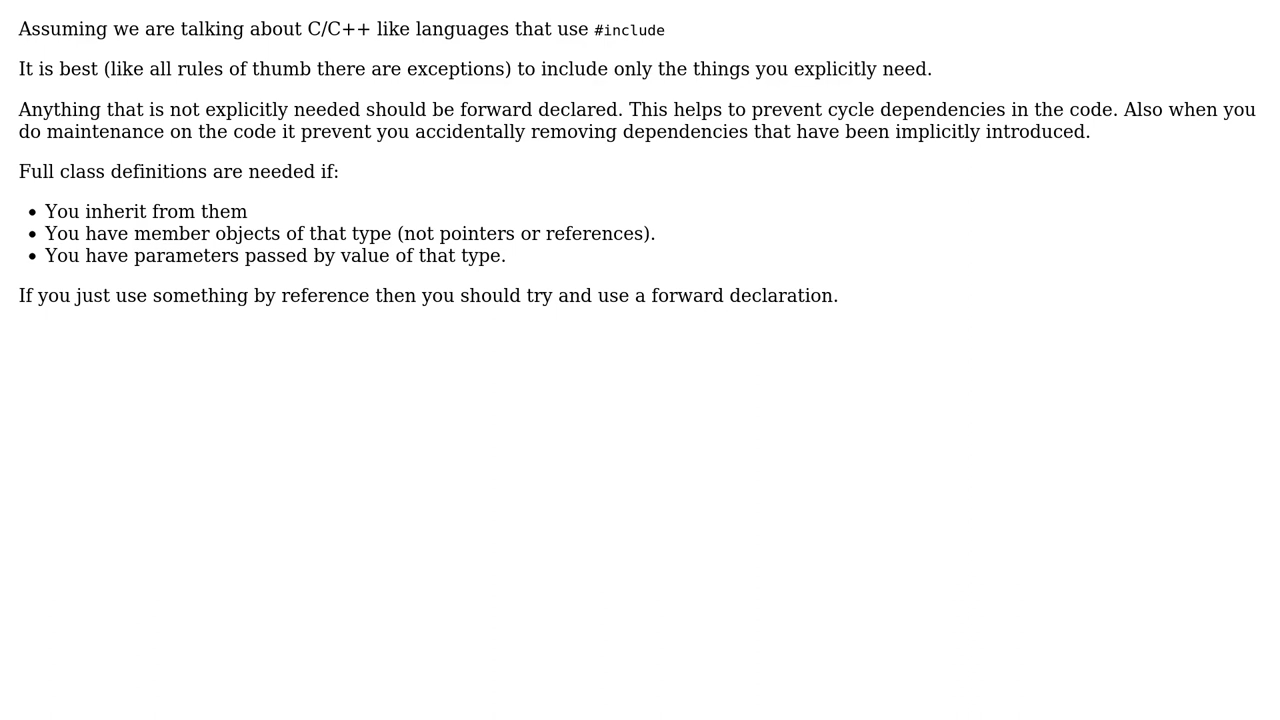 Assuming we are talking about C/C++ like languages that use #include
It is best (like all rules of thumb there are exceptions) to include only the things you explicitly need.
Anything that is not explicitly needed should be forward declared. This helps to prevent cycle dependencies in the code. Also when you
do maintenance on the code it prevent you accidentally removing dependencies that have been implicitly introduced.
Full class definitions are needed if:
• You inherit from them
• You have member objects of that type (not pointers or references).
• You have parameters passed by value of that type.
If you just use something by reference then you should try and use a forward declaration.